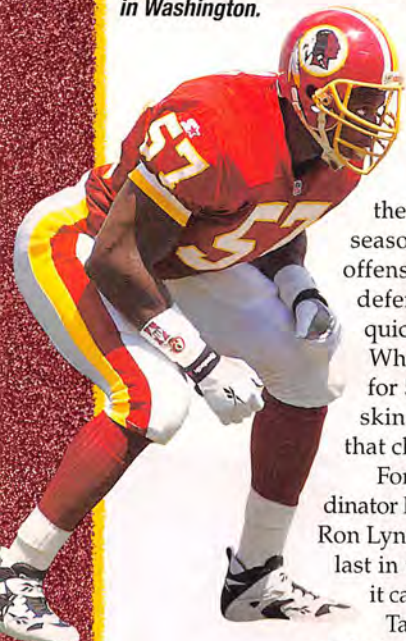 in Washington.
57
57
the
seaso
offens
defen
quic
Wh
for
skin
that cl
For
dinator
Ron Lyn
last in
it ca
Ta